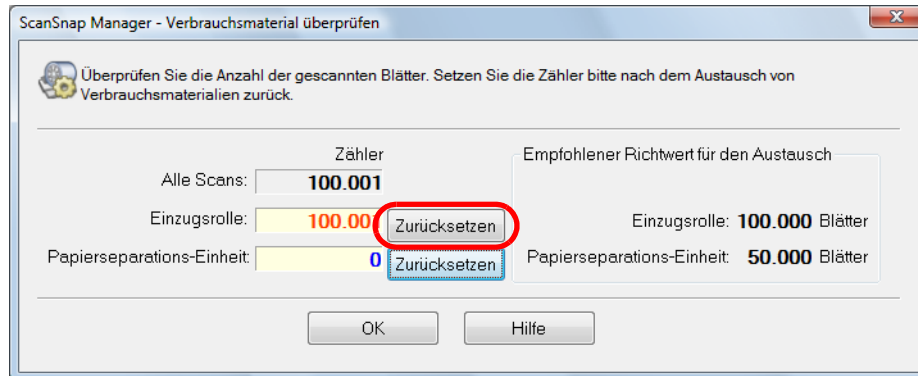 ScanSnap Manager - Verbrauchsmaterial überprüfen
Überprüfen Sie die Anzahl der gescannten Blätter. Setzen Sie die Zähler bitte nach dem Austausch von
Verbrauchsmaterialien zurück.
Zähler
Alle Scans: 100.001
Einzugsrolle: 100.001 Zurücksetzen
Papierseparations-Einheit: 0 Zurücksetzen
Empfohlener Richtwert für den Austausch
Einzugsrolle: 100.000 Blätter
Papierseparations-Einheit: 50.000 Blätter
OK
Hilfe